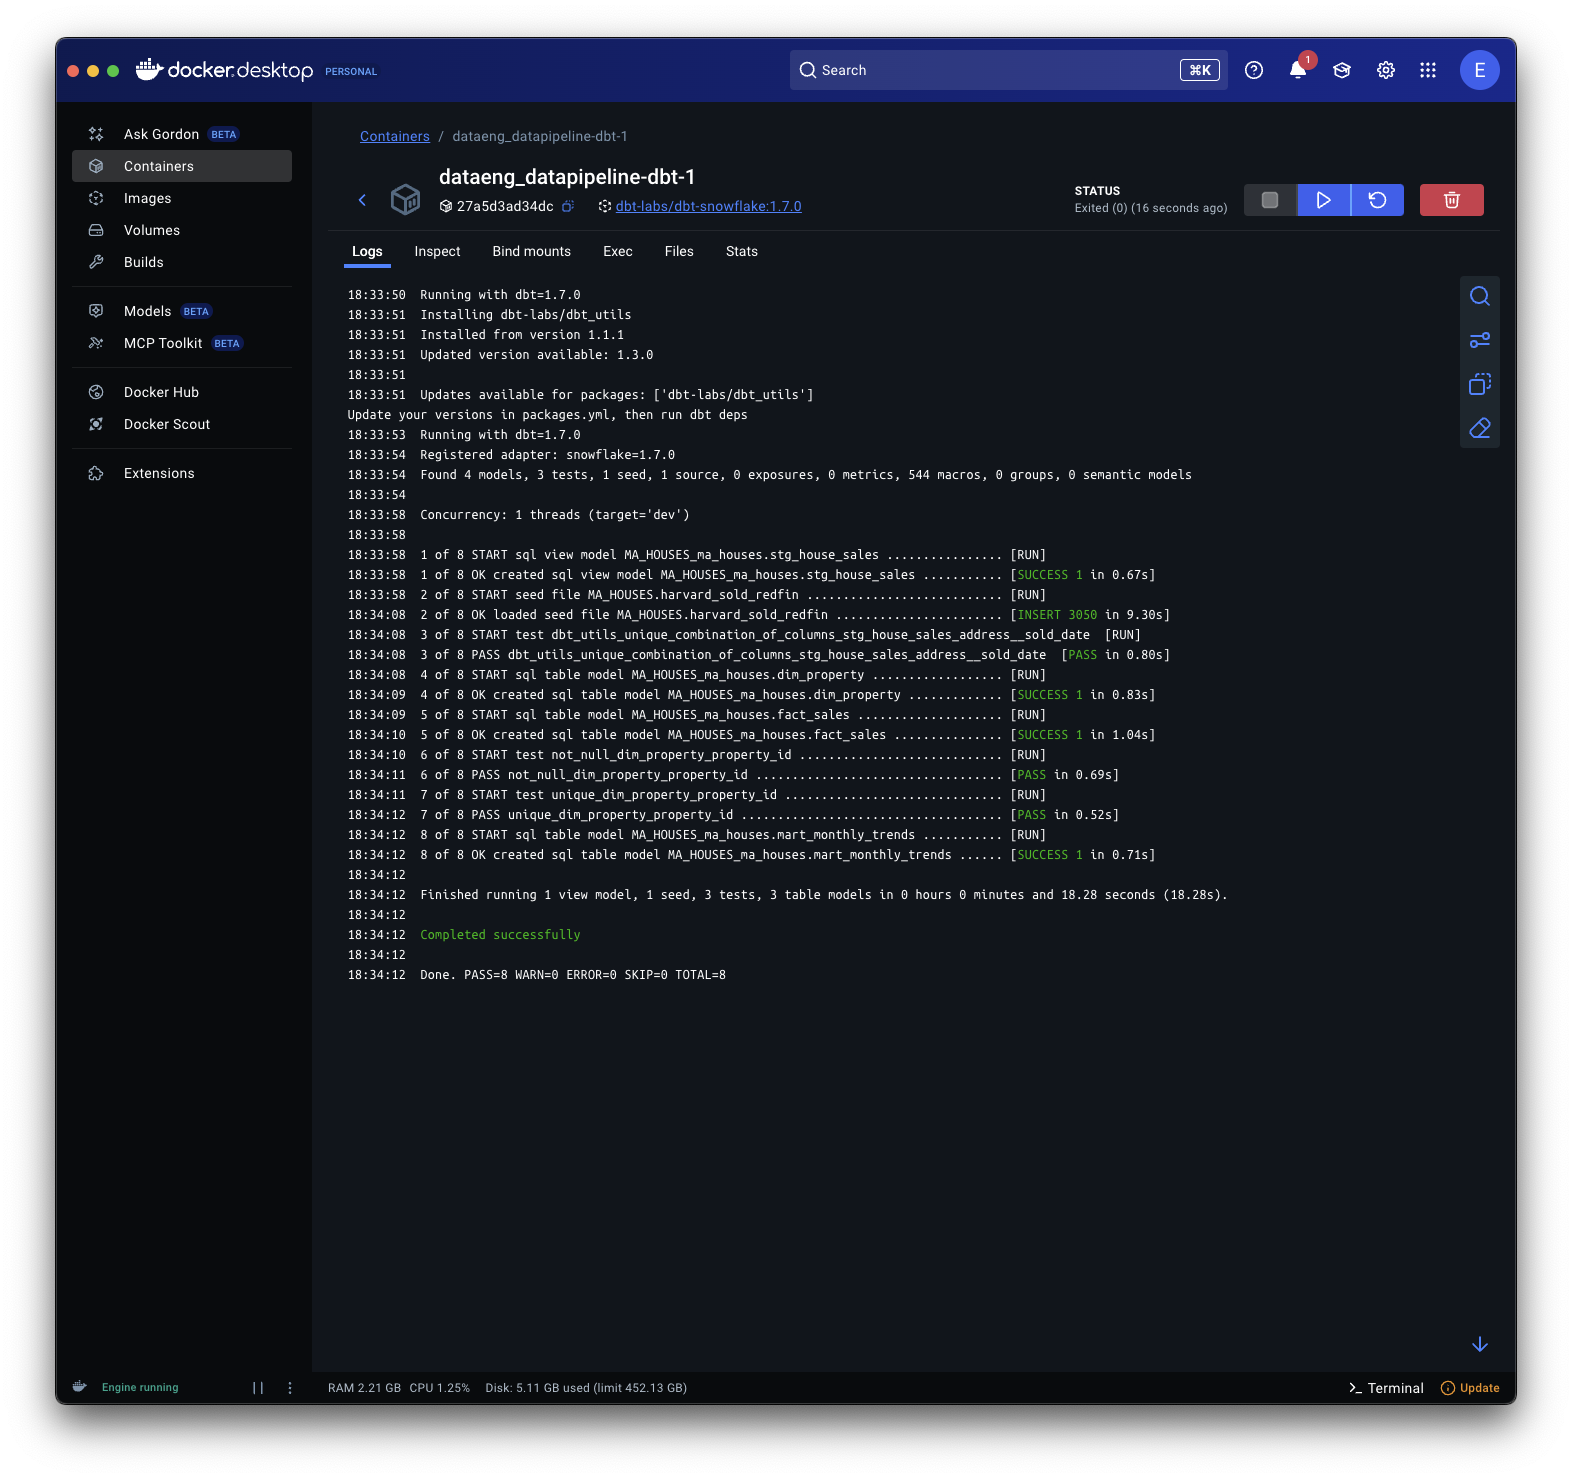 docker.desktop PERSONAL
Search ⌘K
1
E
Ask Gordon BETA
Containers
Images
Volumes
Builds
Models BETA
MCP Toolkit BETA
Docker Hub
Docker Scout
Extensions
Containers / dataeng_datapipeline-dbt-1
dataeng_datapipeline-dbt-1
27a5d3ad34dc dbt-labs/dbt-snowflake:1.7.0
STATUS
Exited (0) (16 seconds ago)
Logs Inspect Bind mounts Exec Files Stats
18:33:50 Running with dbt=1.7.0
18:33:51 Installing dbt-labs/dbt_utils
18:33:51 Installed from version 1.1.1
18:33:51 Updated version available: 1.3.0
18:33:51
18:33:51 Updates available for packages: ['dbt-labs/dbt_utils']
Update your versions in packages.yml, then run dbt deps
18:33:53 Running with dbt=1.7.0
18:33:54 Registered adapter: snowflake=1.7.0
18:33:54 Found 4 models, 3 tests, 1 seed, 1 source, 0 exposures, 0 metrics, 544 macros, 0 groups, 0 semantic models
18:33:54
18:33:58 Concurrency: 1 threads (target='dev')
18:33:58
18:33:58 1 of 8 START sql view model MA_HOUSES_ma_houses.stg_house_sales ................ [RUN]
18:33:58 1 of 8 OK created sql view model MA_HOUSES_ma_houses.stg_house_sales ........... [SUCCESS 1 in 0.67s]
18:33:58 2 of 8 START seed file MA_HOUSES.harvard_sold_redfin ........................... [RUN]
18:34:08 2 of 8 OK loaded seed file MA_HOUSES.harvard_sold_redfin ....................... [INSERT 3050 in 9.30s]
18:34:08 3 of 8 START test dbt_utils_unique_combination_of_columns_stg_house_sales_address__sold_date [RUN]
18:34:08 3 of 8 PASS dbt_utils_unique_combination_of_columns_stg_house_sales_address__sold_date [PASS in 0.80s]
18:34:08 4 of 8 START sql table model MA_HOUSES_ma_houses.dim_property .................. [RUN]
18:34:09 4 of 8 OK created sql table model MA_HOUSES_ma_houses.dim_property ............. [SUCCESS 1 in 0.83s]
18:34:09 5 of 8 START sql table model MA_HOUSES_ma_houses.fact_sales .................... [RUN]
18:34:10 5 of 8 OK created sql table model MA_HOUSES_ma_houses.fact_sales ............... [SUCCESS 1 in 1.04s]
18:34:10 6 of 8 START test not_null_dim_property_property_id ............................ [RUN]
18:34:11 6 of 8 PASS not_null_dim_property_property_id .................................. [PASS in 0.69s]
18:34:11 7 of 8 START test unique_dim_property_property_id .............................. [RUN]
18:34:12 7 of 8 PASS unique_dim_property_property_id .................................... [PASS in 0.52s]
18:34:12 8 of 8 START sql table model MA_HOUSES_ma_houses.mart_monthly_trends ........... [RUN]
18:34:12 8 of 8 OK created sql table model MA_HOUSES_ma_houses.mart_monthly_trends ...... [SUCCESS 1 in 0.71s]
18:34:12
18:34:12 Finished running 1 view model, 1 seed, 3 tests, 3 table models in 0 hours 0 minutes and 18.28 seconds (18.28s).
18:34:12
18:34:12 Completed successfully
18:34:12
18:34:12 Done. PASS=8 WARN=0 ERROR=0 SKIP=0 TOTAL=8
Engine running RAM 2.21 GB CPU 1.25% Disk: 5.11 GB used (limit 452.13 GB) Terminal Update